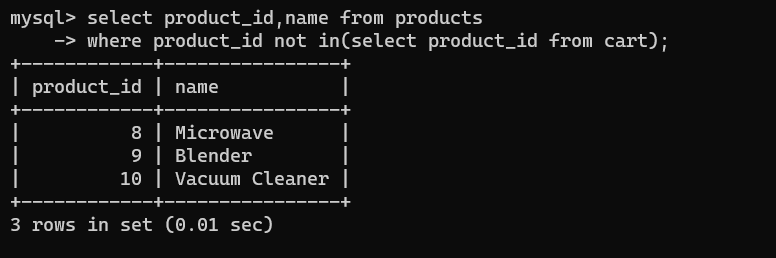 mysql> select product_id,name from products
    -> where product_id not in(select product_id from cart);
+------------+----------------+
| product_id | name           |
+------------+----------------+
|          8 | Microwave      |
|          9 | Blender        |
|         10 | Vacuum Cleaner |
+------------+----------------+
3 rows in set (0.01 sec)